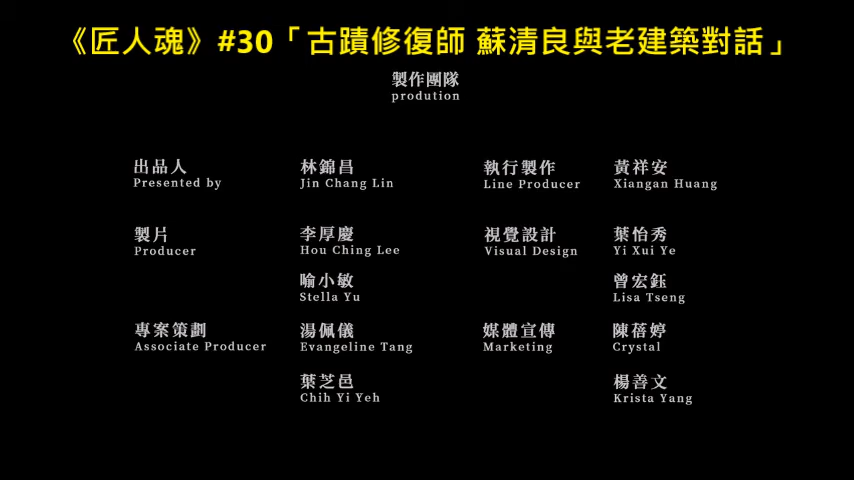 《匠人魂》#30「古蹟修復師 蘇清良與老建築對話」
製作團隊
prodution
出品人 林錦昌 執行製作 黃祥安
Presented by Jin Chang Lin Line Producer Xiangan Huang
製片 李厚慶 視覺設計 葉怡秀
Producer Hou Ching Lee Visual Design Yi Xui Ye
喻小敏 曾宏鈺
Stella Yu Lisa Tseng
專案策劃 湯佩儀 媒體宣傳 陳蓓婷
Associate Producer Evangeline Tang Marketing Crystal
葉芝邑 楊善文
Chih Yi Yeh Krista Yang